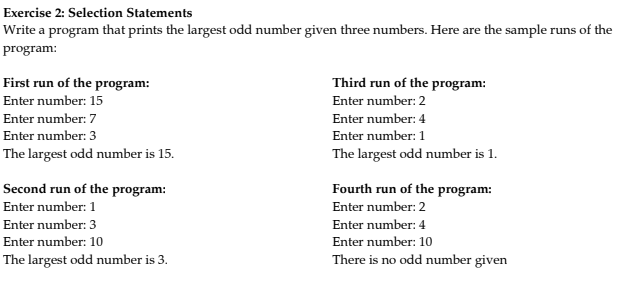 Exercise 2: Selection Statements
Write a program that prints the largest odd number given three numbers. Here are the sample runs of the
program:
First run of the program:
Enter number: 15
Enter number: 7
Enter number: 3
The largest odd number is 15.
Second run of the program:
Enter number: 1
Enter number: 3
Enter number: 10
The largest odd number is 3.
Third run of the program:
Enter number: 2
Enter number: 4
Enter number: 1
The largest odd number is 1.
Fourth run of the program:
Enter number: 2
Enter number: 4
Enter number: 10
There is no odd number given